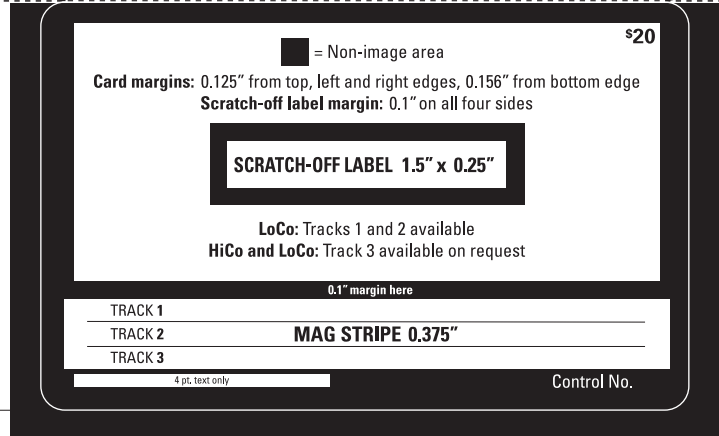 $20
= Non-image area
Card margins: 0.125” from top, left and right edges, 0.156” from bottom edge
Scratch-off label margin: 0.1” on all four sides
SCRATCH-OFF LABEL 1.5” x 0.25”
LoCo: Tracks 1 and 2 available
HiCo and LoCo: Track 3 available on request
0.1” margin here
TRACK 1
TRACK 2 MAG STRIPE 0.375”
TRACK 3
4 pt. text only Control No.